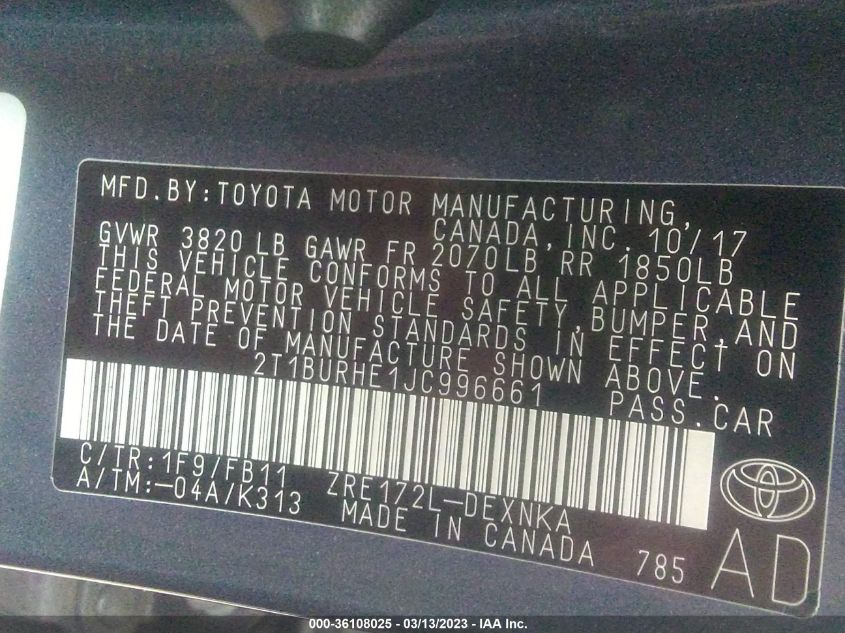 MFD.BY:TOYOTA MOTOR MANUFACTURING,
CANADA,INC. 10/17
GVWR 3820 LB GAWR FR 2070LB RR 1850LB
THIS VEHICLE CONFORMS TO ALL APPLICABLE
FEDERAL MOTOR VEHICLE SAFETY,BUMPER,AND
THEFT PREVENTION STANDARDS IN EFFECT ON
THE DATE OF MANUFACTURE SHOWN ABOVE.
2T1BURHE1JC996661 PASS.CAR
C/TR:1F9/FB11 ZRE172L-DEXNKA
A/TM:-04A/K313 MADE IN CANADA 785 AD
000-36108025 - 03/13/2023 - IAA Inc.